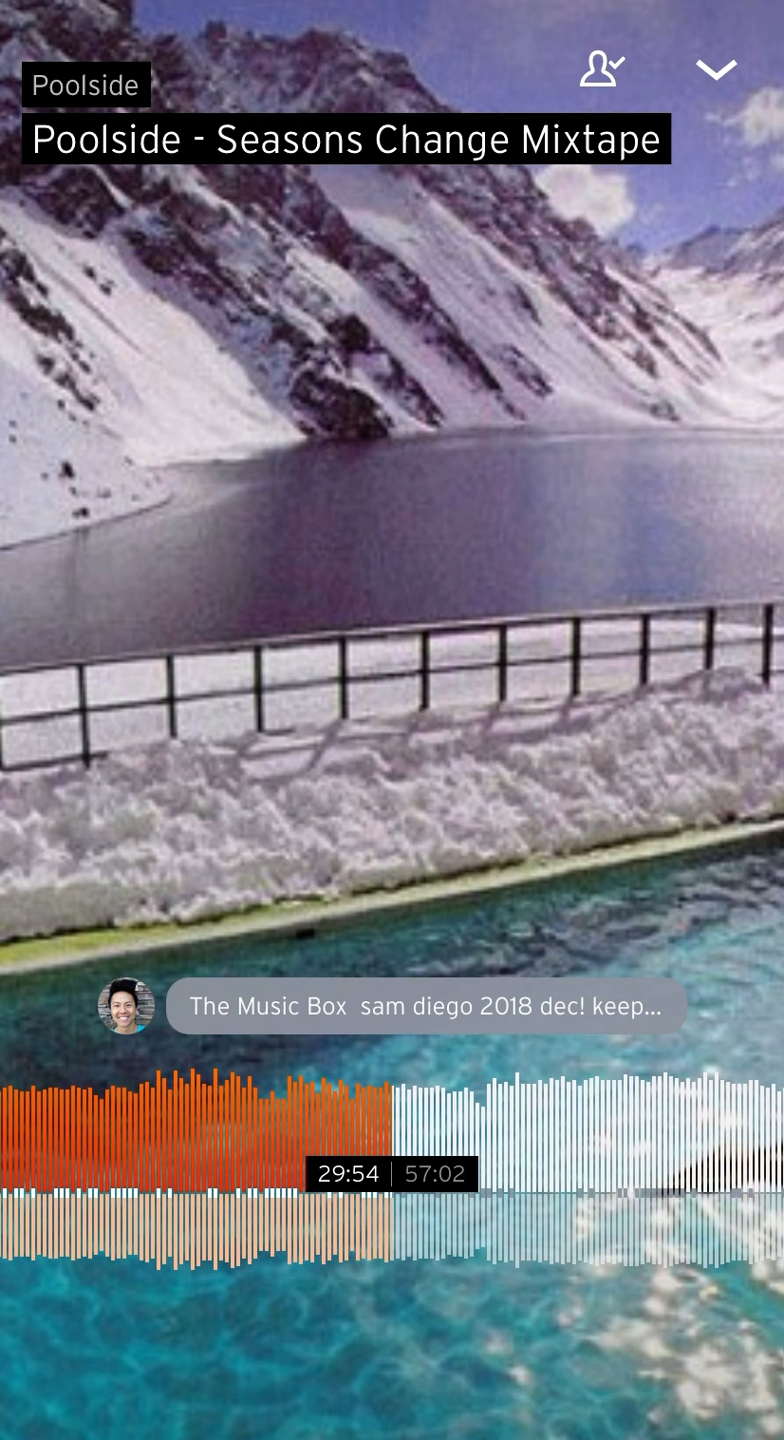 Poolside
Poolside - Seasons Change Mixtape
The Music Box  sam diego 2018 dec! keep...
29:54 | 57:02